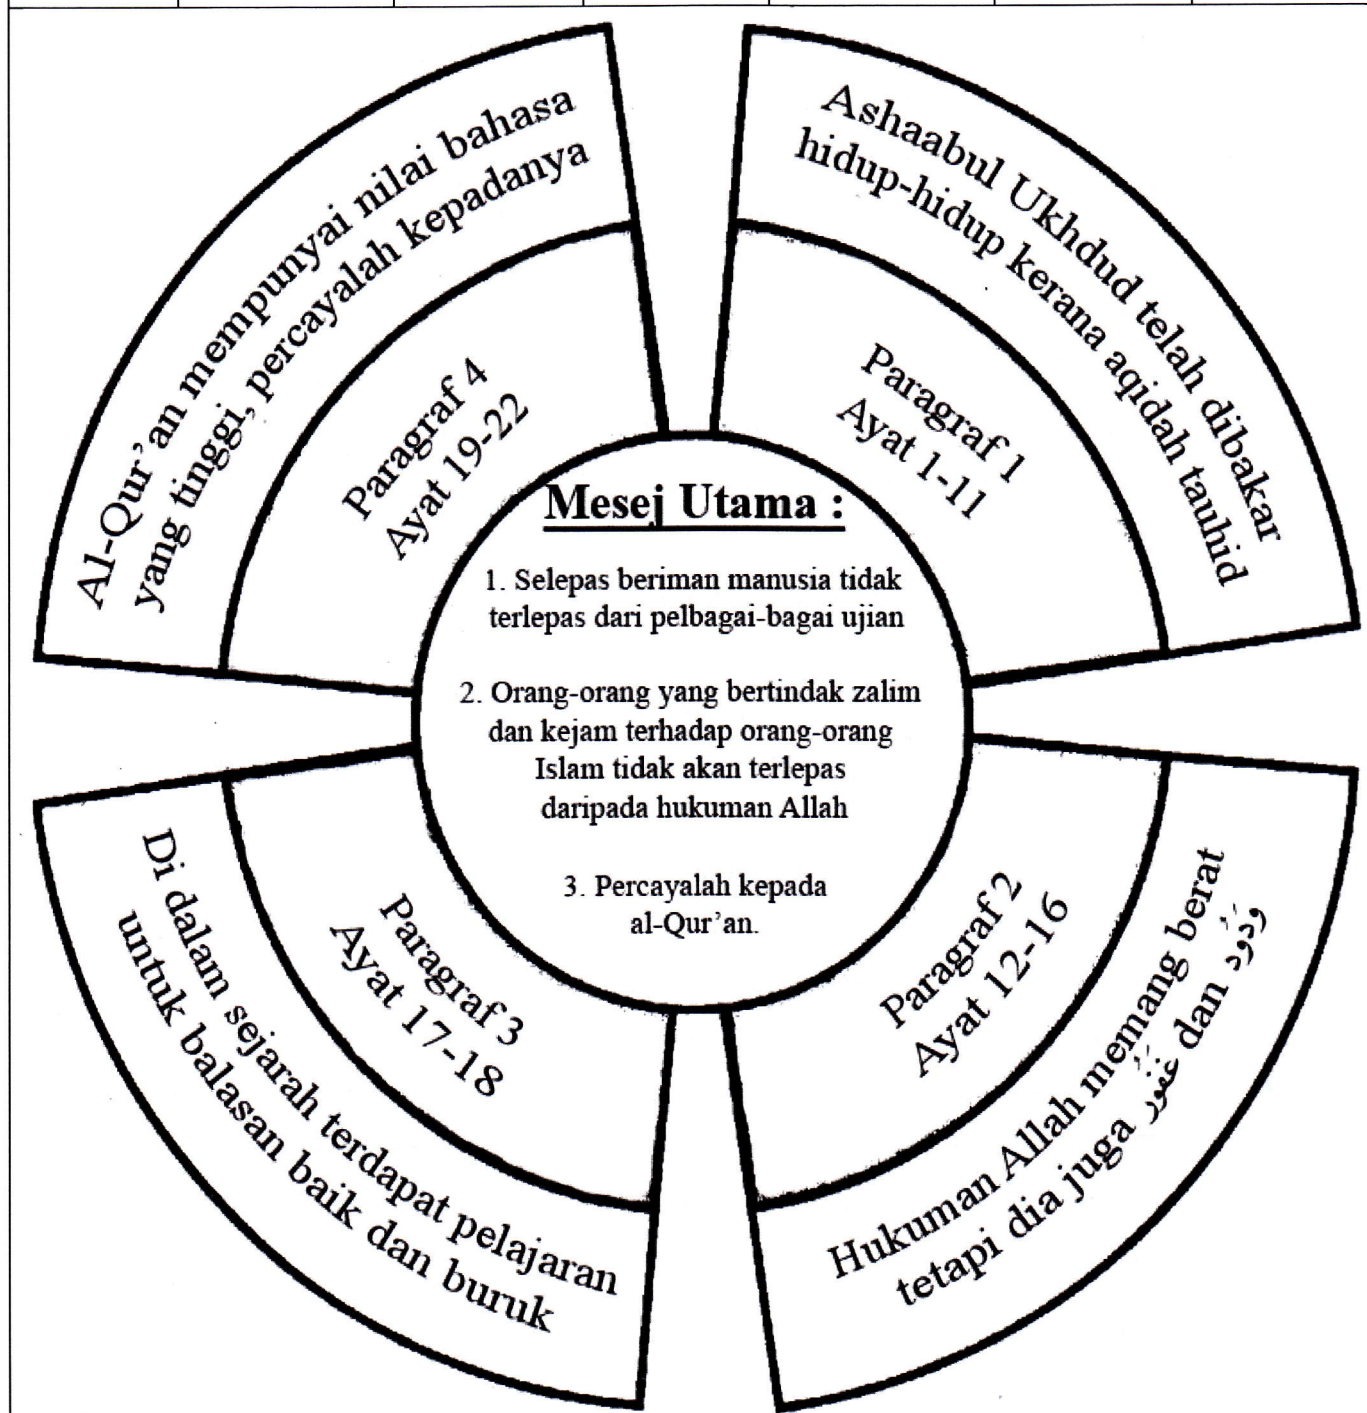 Mesej Utama :
1. Selepas beriman manusia tidak
terlepas dari pelbagai-bagai ujian
2. Orang-orang yang bertindak zalim
dan kejam terhadap orang-orang
Islam tidak akan terlepas
daripada hukuman Allah
3. Percayalah kepada
al-Qur’an.
Ashaabul Ukhdud telah dibakar
hidup-hidup kerana aqidah tauhid
Paragraf 1
Ayat 1-11
Paragraf 2
Ayat 12-16
Hukuman Allah memang berat
tetapi dia juga غَفُورٌ dan وَدُود
Paragraf 3
Ayat 17-18
Di dalam sejarah terdapat pelajaran
untuk balasan baik dan buruk
Al-Qur’an mempunyai nilai bahasa
yang tinggi, percayalah kepadanya
Paragraf 4
Ayat 19-22